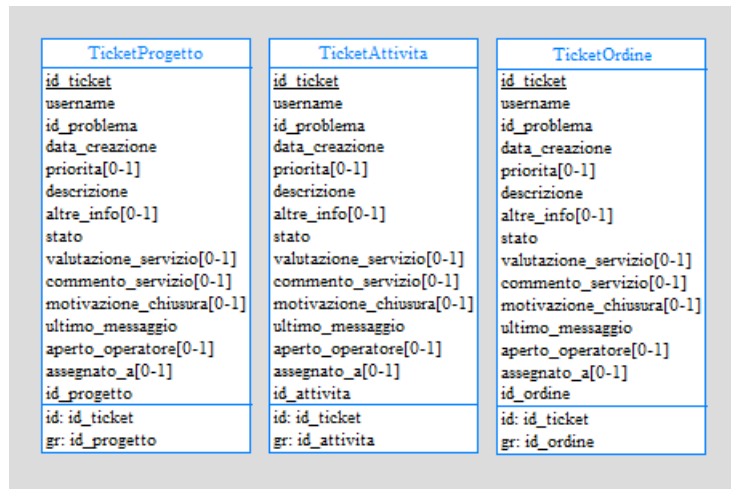 TicketProgetto
id_ticket
username
id_problema
data_creazione
priorita[0-1]
descrizione
altre_info[0-1]
stato
valutazione_servizio[0-1]
commento_servizio[0-1]
motivazione_chiusura[0-1]
ultimo_messaggio
aperto_operatore[0-1]
assegnato_a[0-1]
id_progetto
id: id_ticket
gr: id_progetto
TicketAttivita
id_ticket
username
id_problema
data_creazione
priorita[0-1]
descrizione
altre_info[0-1]
stato
valutazione_servizio[0-1]
commento_servizio[0-1]
motivazione_chiusura[0-1]
ultimo_messaggio
aperto_operatore[0-1]
assegnato_a[0-1]
id_attivita
id: id_ticket
gr: id_attivita
TicketOrdine
id_ticket
username
id_problema
data_creazione
priorita[0-1]
descrizione
altre_info[0-1]
stato
valutazione_servizio[0-1]
commento_servizio[0-1]
motivazione_chiusura[0-1]
ultimo_messaggio
aperto_operatore[0-1]
assegnato_a[0-1]
id_ordine
id: id_ticket
gr: id_ordine